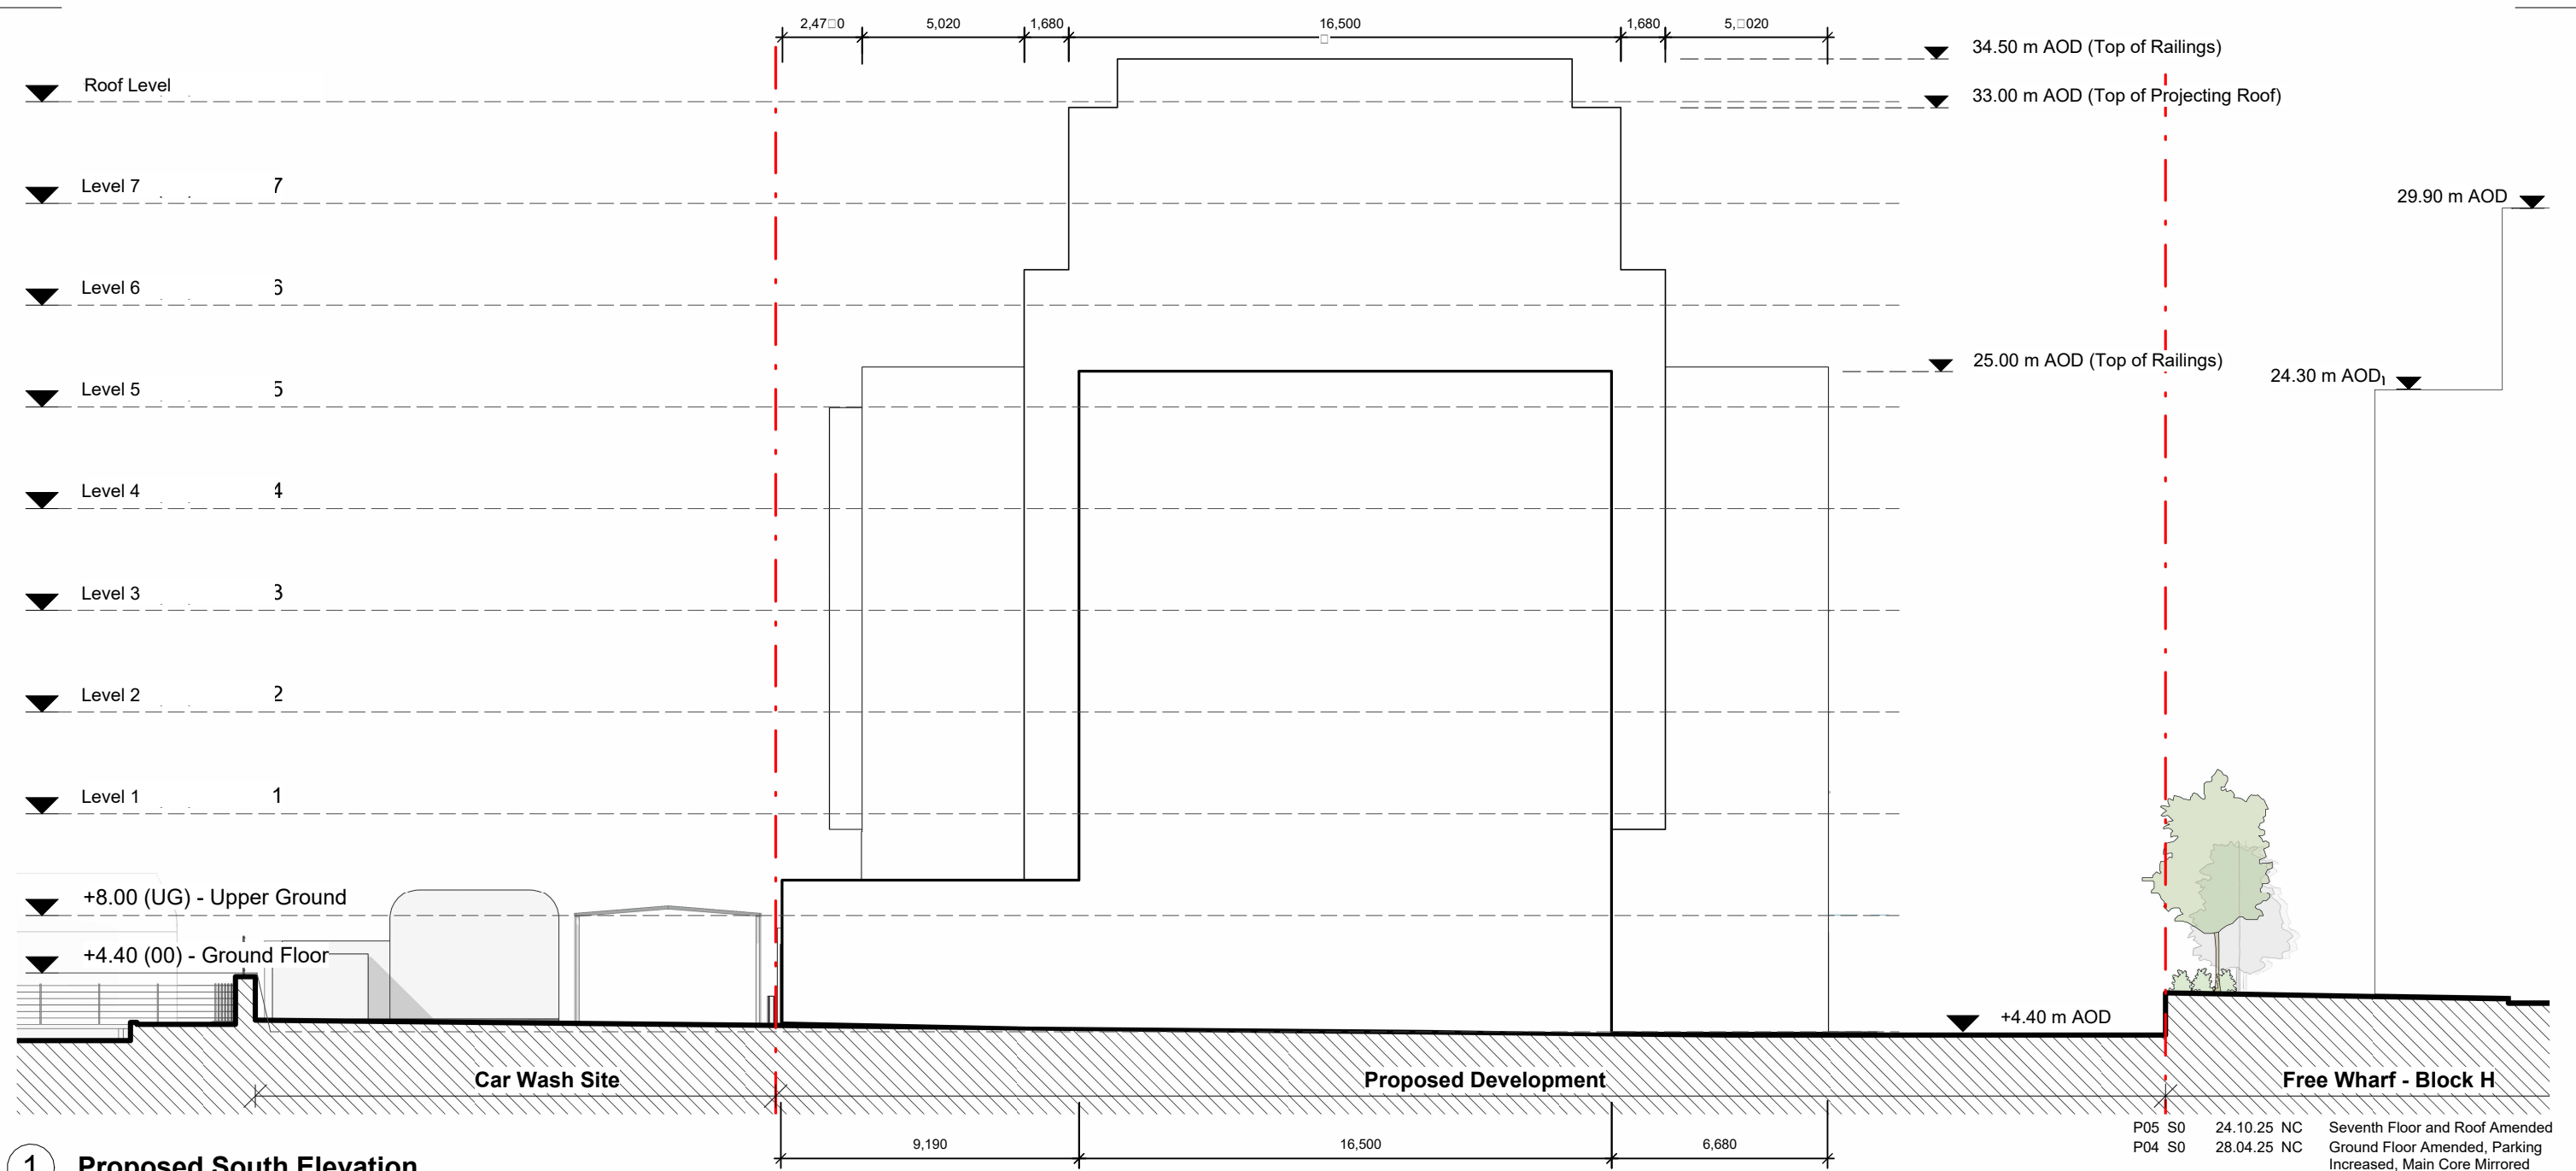 2,47□0 5,020 1,680 16,500 1,680 5,□020
□
34.50 m AOD (Top of Railings)
Roof Level
33.00 m AOD (Top of Projecting Roof)
Level 7 7
29.90 m AOD
Level 6 6
25.00 m AOD (Top of Railings)
24.30 m AOD
Level 5 5
Level 4 4
Level 3 3
Level 2 2
Level 1 1
+8.00 (UG) - Upper Ground
+4.40 (00) - Ground Floor
+4.40 m AOD
Car Wash Site Proposed Development Free Wharf - Block H
P05 S0 24.10.25 NC Seventh Floor and Roof Amended
9,190 16,500 6,680
P04 S0 28.04.25 NC Ground Floor Amended, Parking
Increased, Main Core Mirrored
1 Proposed South Elevation